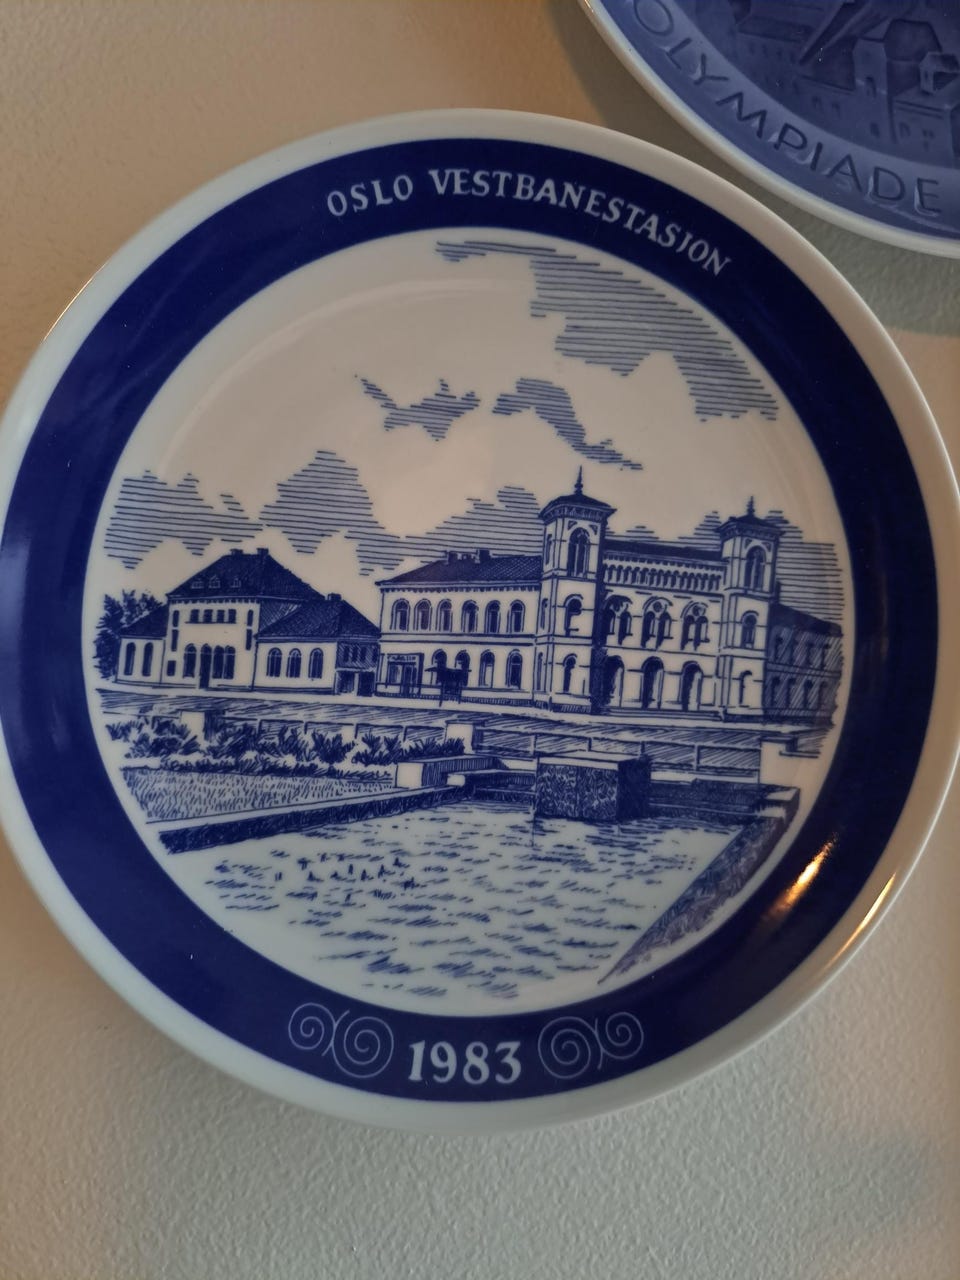 OLYMPIADE
OSLO VESTBANESTASJON
1983